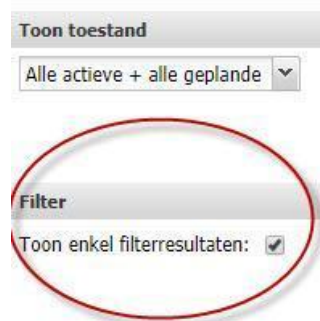 Toon toestand
Alle actieve + alle geplande
Filter
Toon enkel filterresultaten: